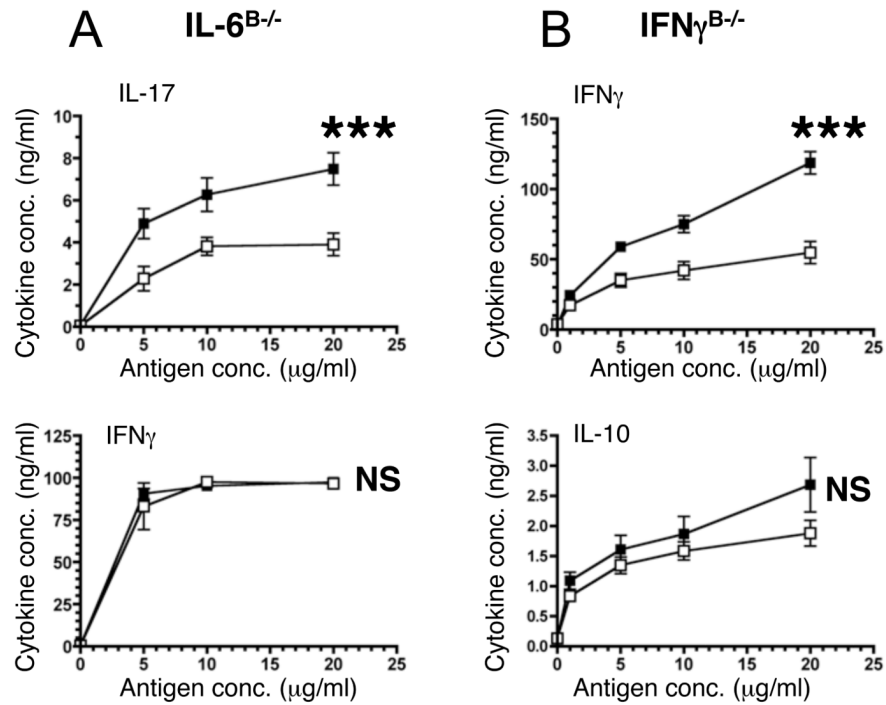 A IL-6B-/-
IL-17
***
Cytokine conc. (ng/ml)
10
8
6
4
2
0
0 5 10 15 20 25
Antigen conc. (μg/ml)
IFNγ
NS
Cytokine conc. (ng/ml)
125
100
75
50
25
0
0 5 10 15 20 25
Antigen conc. (μg/ml)
B IFNγB-/-
IFNγ
***
Cytokine conc. (ng/ml)
150
100
50
0
0 5 10 15 20 25
Antigen conc. (μg/ml)
IL-10
NS
Cytokine conc. (ng/ml)
3.5
3.0
2.5
2.0
1.5
1.0
0.5
0.0
0 5 10 15 20 25
Antigen conc. (μg/ml)